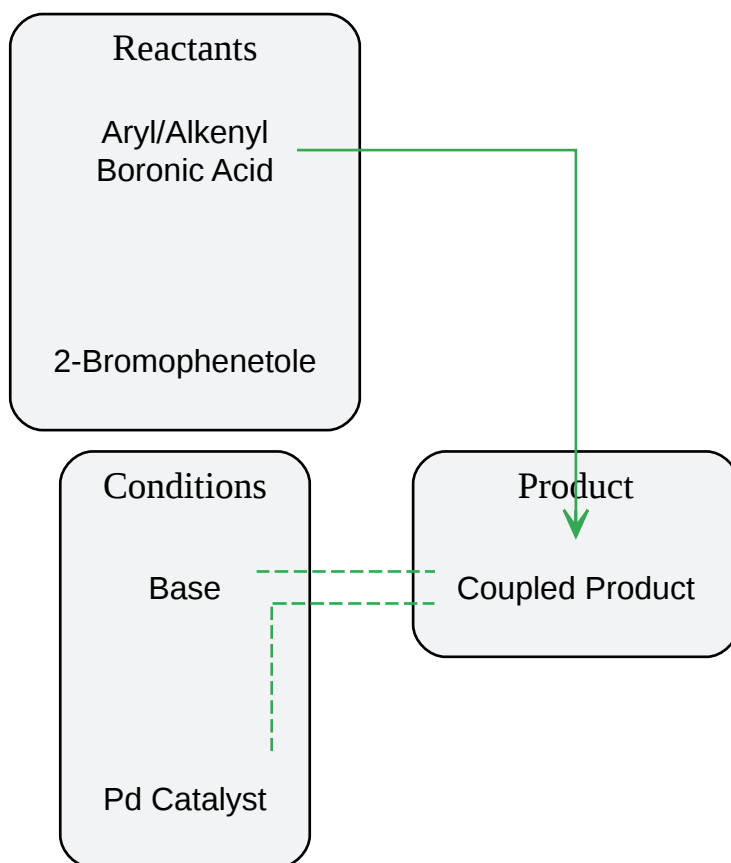 Reactants
Aryl/Alkenyl
Boronic Acid
2-Bromophenetole
Conditions
Base
Pd Catalyst
Product
Coupled Product